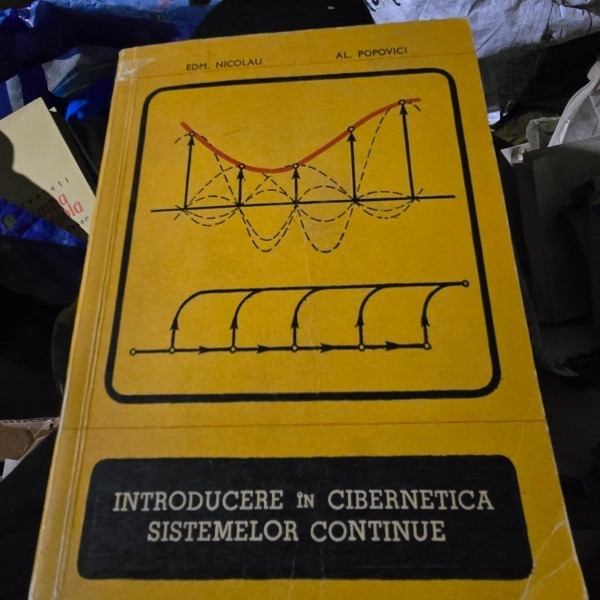 EDM. NICOLAU AL. POPOVICI
INTRODUCERE în CIBERNETICA
SISTEMELOR CONTINUE